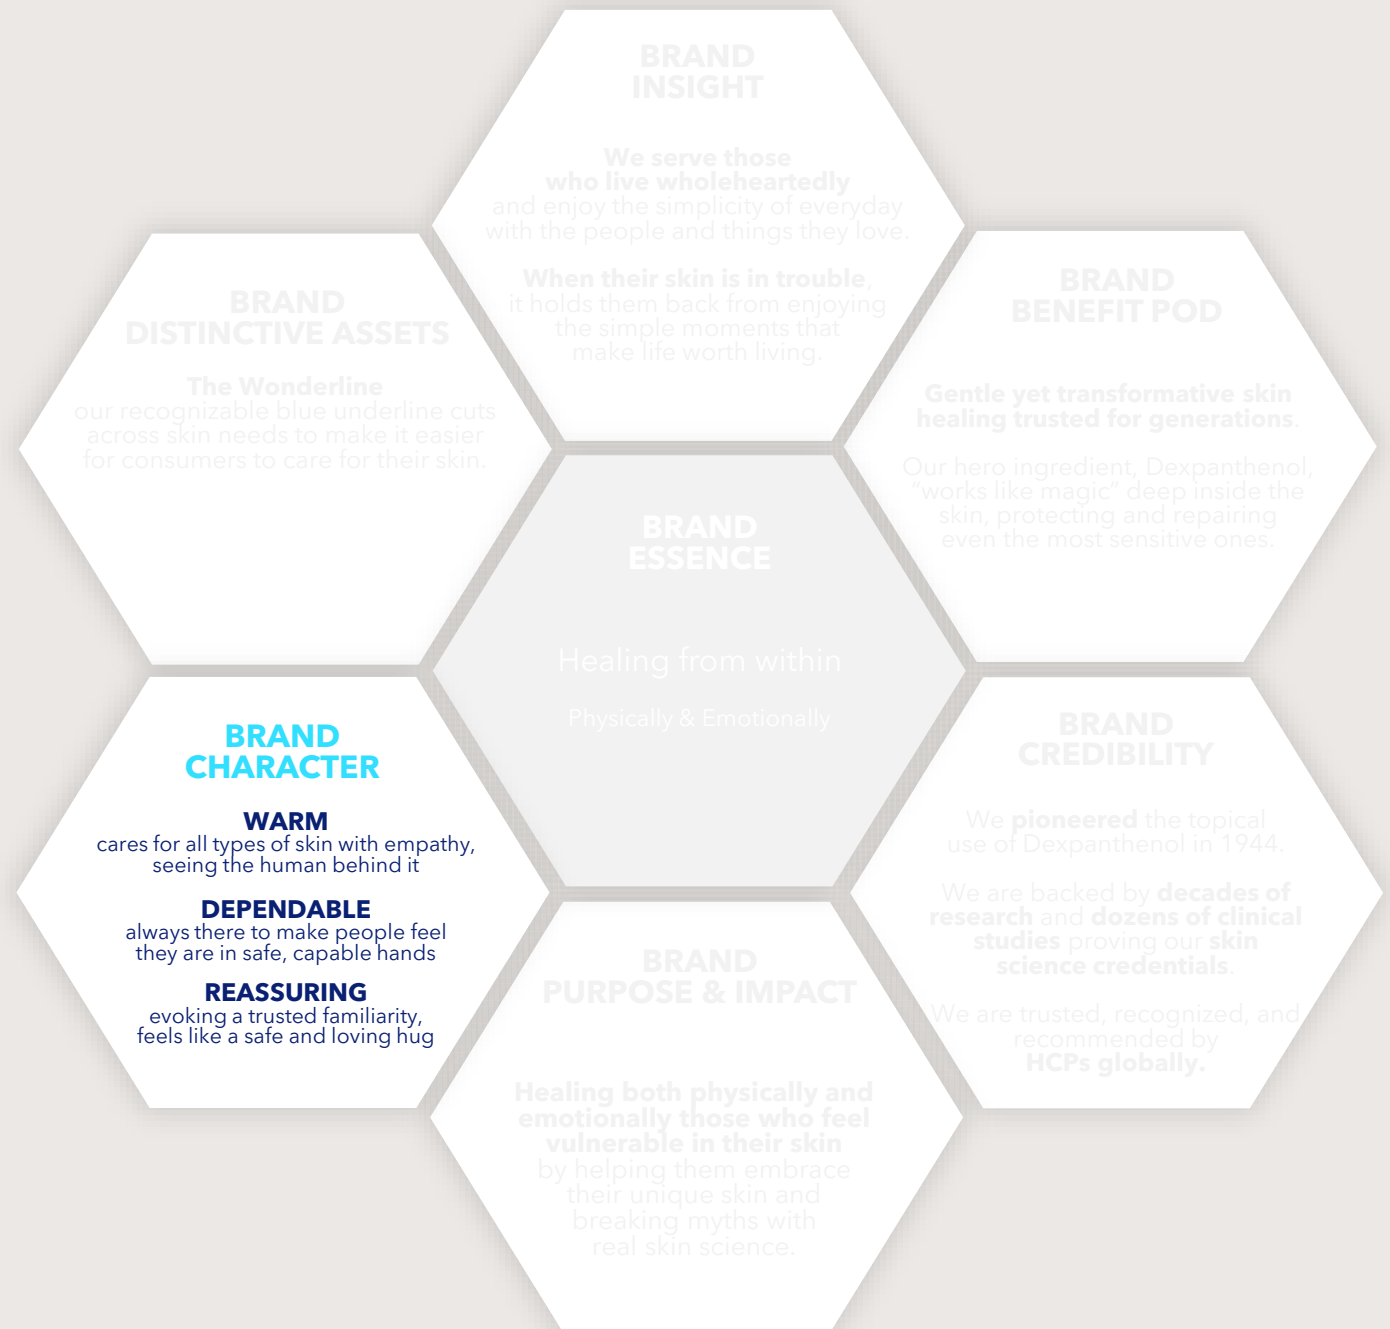 BRAND
INSIGHT
We serve those
who live wholeheartedly
and enjoy the simplicity of everyday
with the people and things they love.
When their skin is in trouble,
it holds them back from enjoying
the simple moments that
make life worth living.
BRAND
DISTINCTIVE ASSETS
The Wonderline
our recognizable blue underline cuts
across skin needs to make it easier
for consumers to care for their skin.
BRAND
BENEFIT POD
Gentle yet transformative skin
healing trusted for generations.
Our hero ingredient, Dexpanthenol,
“works like magic” deep inside the
skin, protecting and repairing
even the most sensitive ones.
BRAND
ESSENCE
Healing from within
Physically & Emotionally
BRAND
CHARACTER
WARM
cares for all types of skin with empathy,
seeing the human behind it
DEPENDABLE
always there to make people feel
they are in safe, capable hands
REASSURING
evoking a trusted familiarity,
feels like a safe and loving hug
BRAND
CREDIBILITY
We pioneered the topical
use of Dexpanthenol in 1944.
We are backed by decades of
research and dozens of clinical
studies proving our skin
science credentials.
We are trusted, recognized, and
recommended by
HCPs globally.
BRAND
PURPOSE & IMPACT
Healing both physically and
emotionally those who feel
vulnerable in their skin
by helping them embrace
their unique skin and
breaking myths with
real skin science.